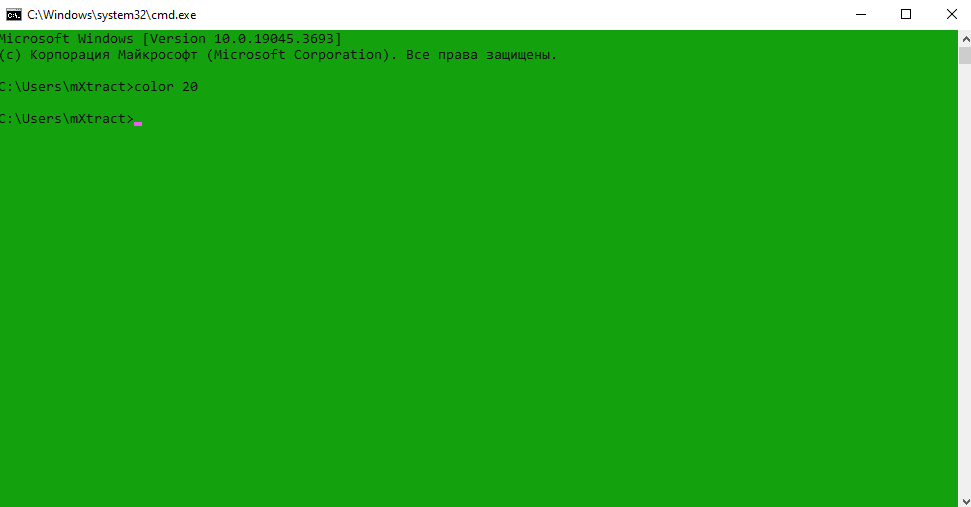 C:\Windows\system32\cmd.exe
Microsoft Windows [Version 10.0.19045.3693]
(c) Корпорация Майкрософт (Microsoft Corporation). Все права защищены.
C:\Users\mXtract>color 20
C:\Users\mXtract>